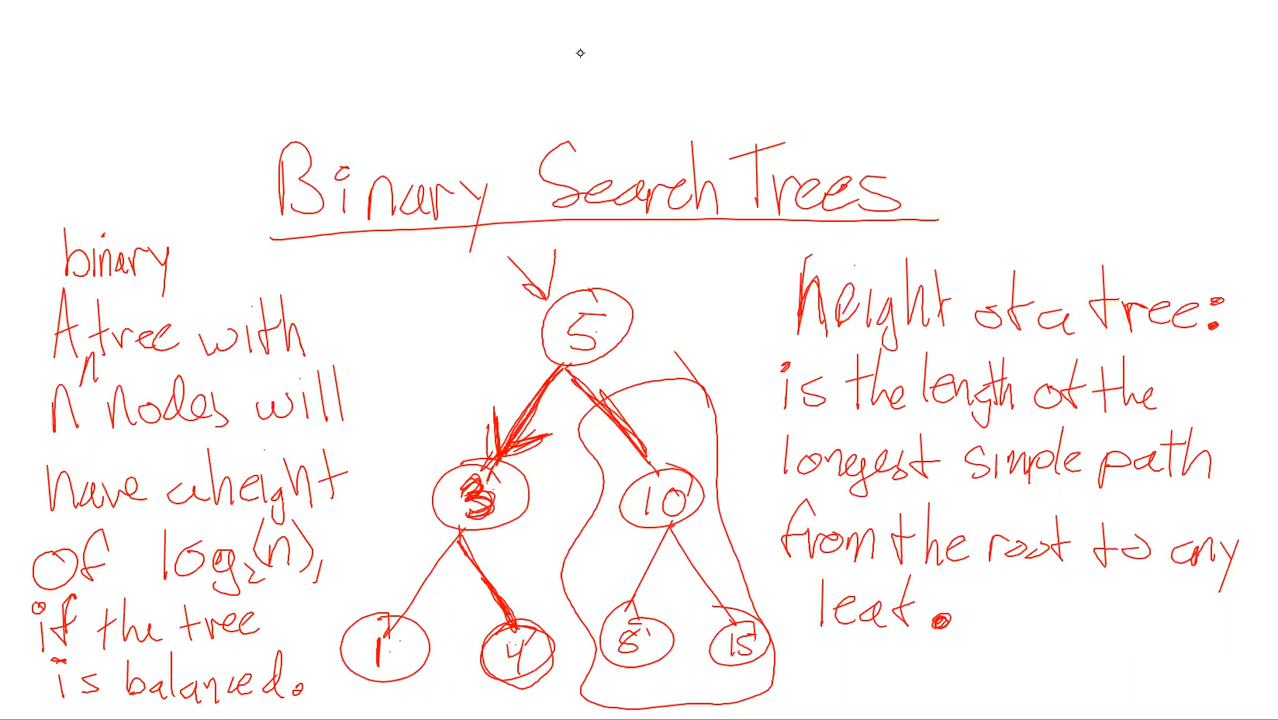 Binary Search Trees
binary
A tree with
n nodes will
have a height
of log₂(n),
if the tree
is balanced.
5
3
10
1
4
8
15
height of a tree:
is the length of the
longest simple path
from the root to any
leaf.